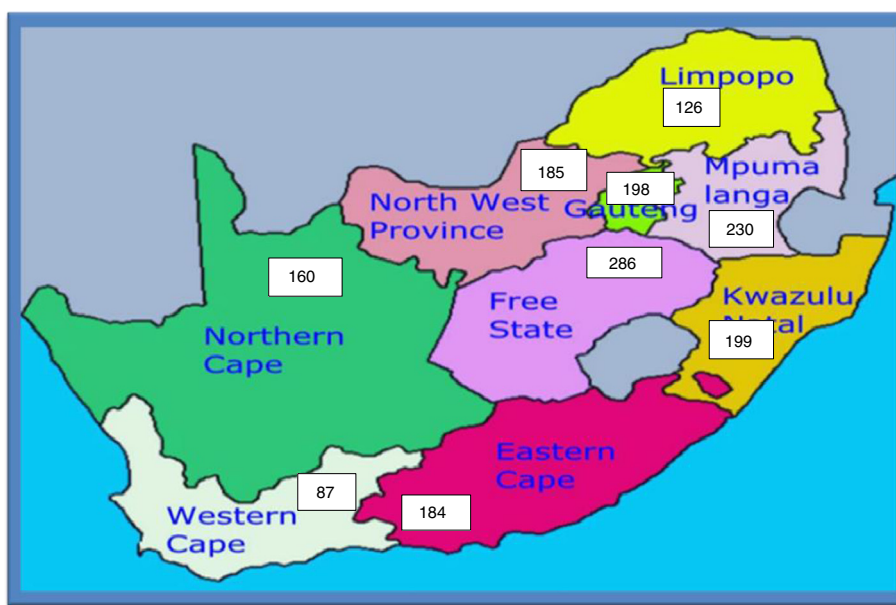 Limpopo
126
Mpuma
langa
230
185
198
Gauteng
North West
Province
286
160
Free
State
Kwazulu
Natal
199
Northern
Cape
Eastern
Cape
184
87
Western
Cape